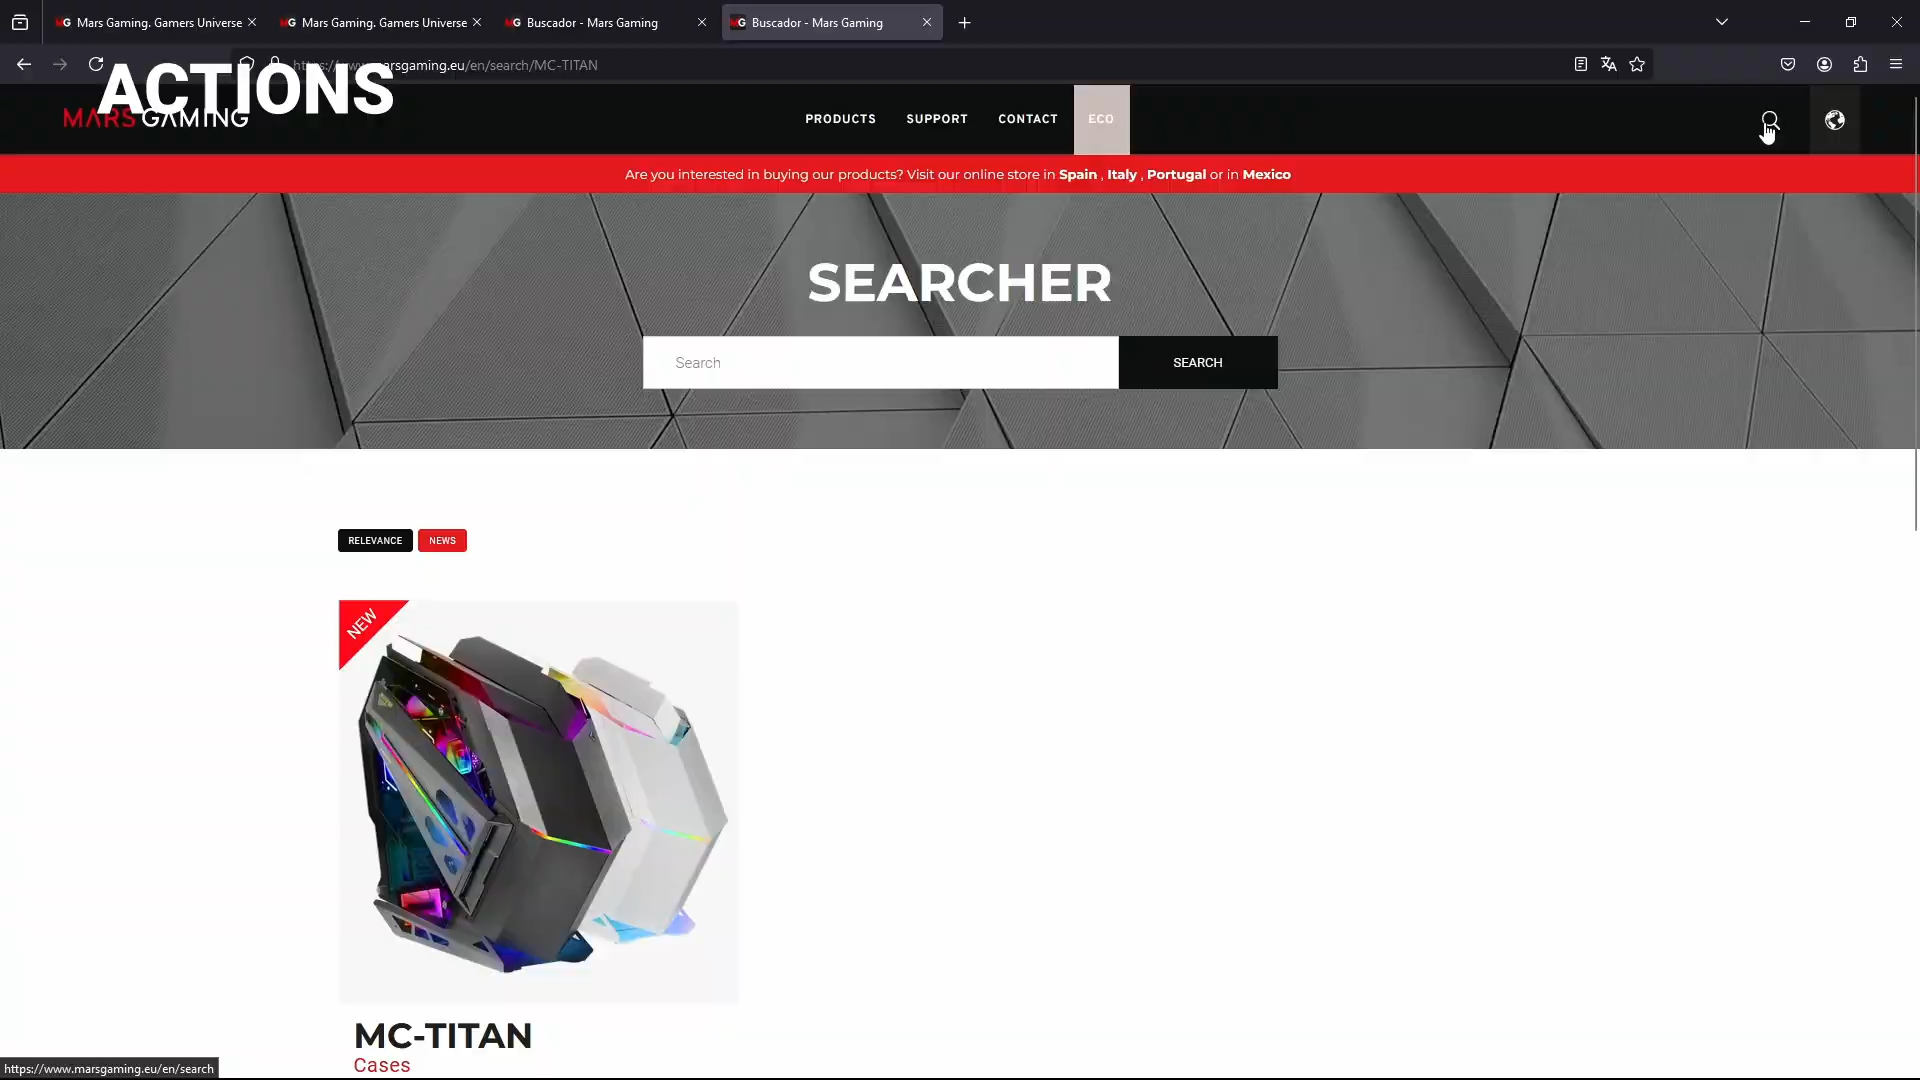 Mars Gaming. Gamers Universe
Mars Gaming. Gamers Universe
Buscador - Mars Gaming
Buscador - Mars Gaming
arsgaming.eu/en/search/MC-TITAN
ACTIONS
MARS GAMING
PRODUCTS
SUPPORT
CONTACT
ECO
Are you interested in buying our products? Visit our online store in Spain , Italy , Portugal or in Mexico
SEARCHER
Search
SEARCH
RELEVANCE
NEWS
NEW
MC-TITAN
Cases
https://www.marsgaming.eu/en/search